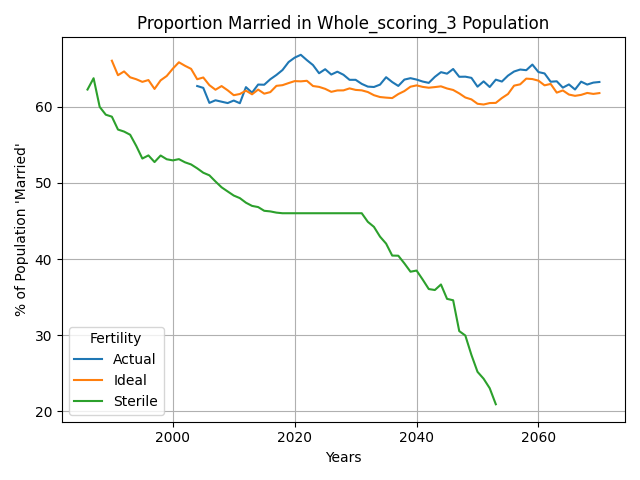 Proportion Married in Whole_scoring_3 Population
% of Population 'Married'
60
50
40
30
20
Fertility
Actual
Ideal
Sterile
2000 2020 2040 2060
Years